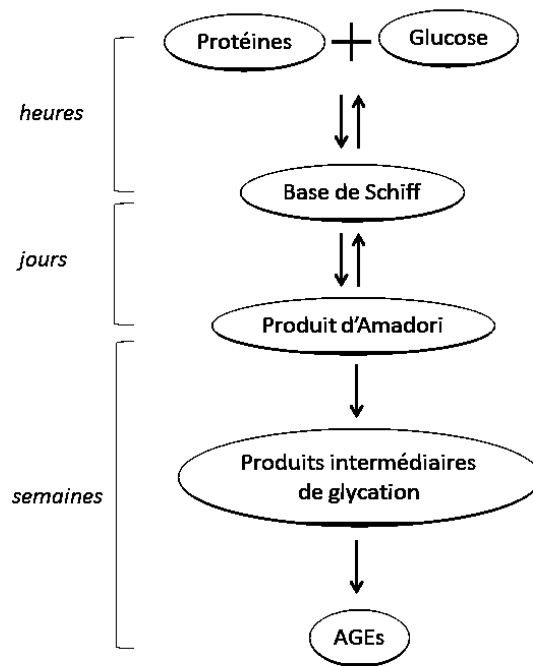 Protéines + Glucose
heures
Base de Schiff
jours
Produit d'Amadori
Produits intermédiaires
de glycation
semaines
AGEs